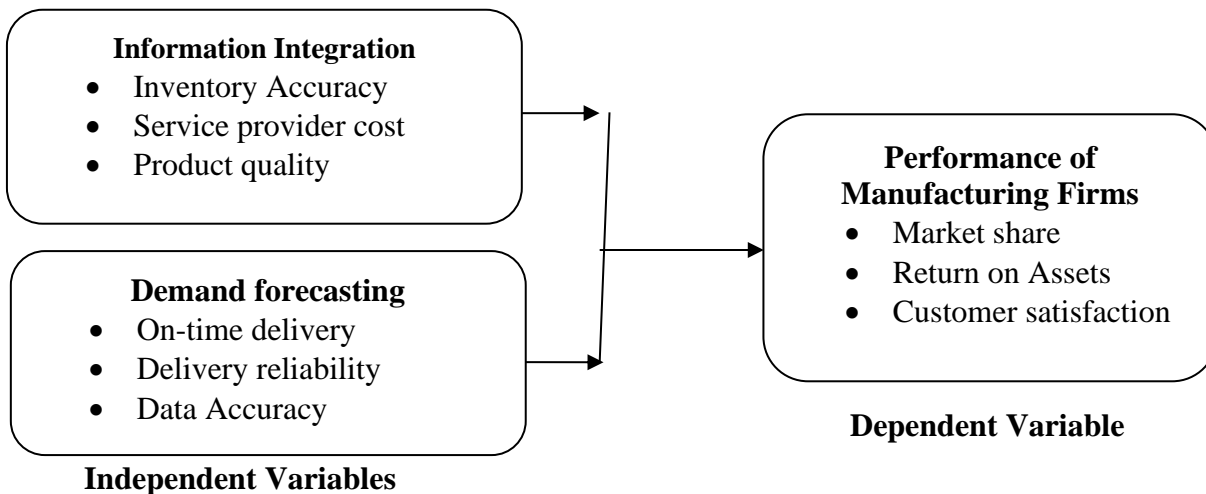 Information Integration
• Inventory Accuracy
• Service provider cost
• Product quality
Demand forecasting
• On-time delivery
• Delivery reliability
• Data Accuracy
Independent Variables
Performance of
Manufacturing Firms
• Market share
• Return on Assets
• Customer satisfaction
Dependent Variable